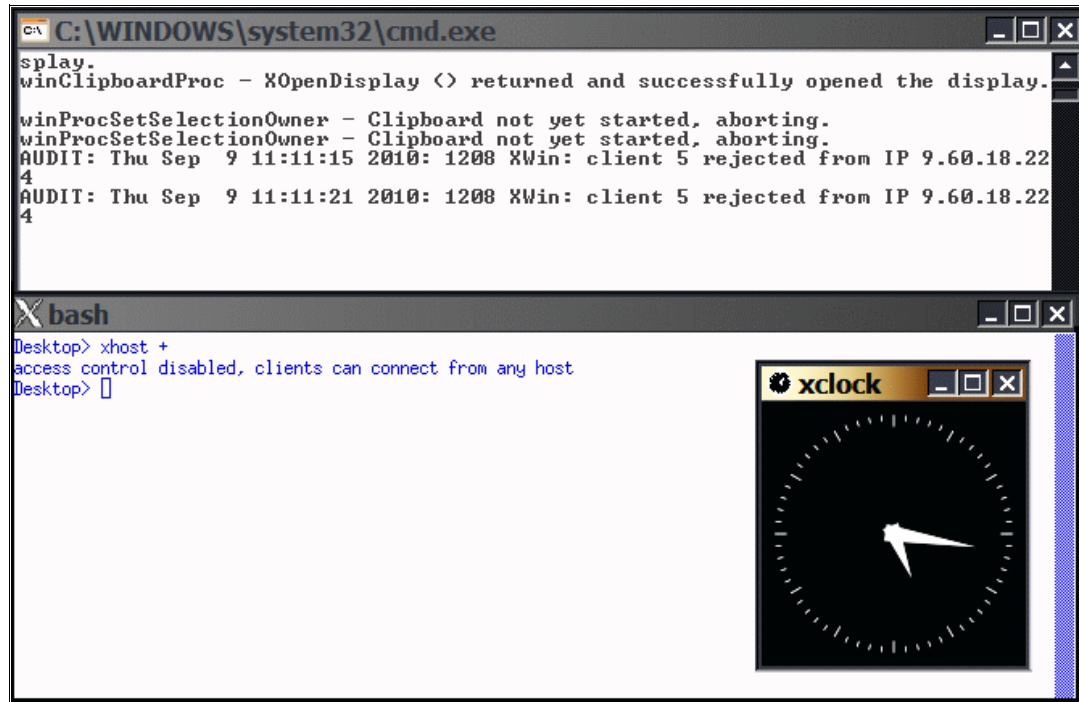 C:\WINDOWS\system32\cmd.exe
splay.
winClipboardProc - XOpenDisplay () returned and successfully opened the display.
winProcSetSelectionOwner - Clipboard not yet started, aborting.
winProcSetSelectionOwner - Clipboard not yet started, aborting.
AUDIT: Thu Sep  9 11:11:15 2010: 1208 XWin: client 5 rejected from IP 9.60.18.22
4
AUDIT: Thu Sep  9 11:11:21 2010: 1208 XWin: client 5 rejected from IP 9.60.18.22
4
bash
Desktop> xhost +
access control disabled, clients can connect from any host
Desktop>
xclock